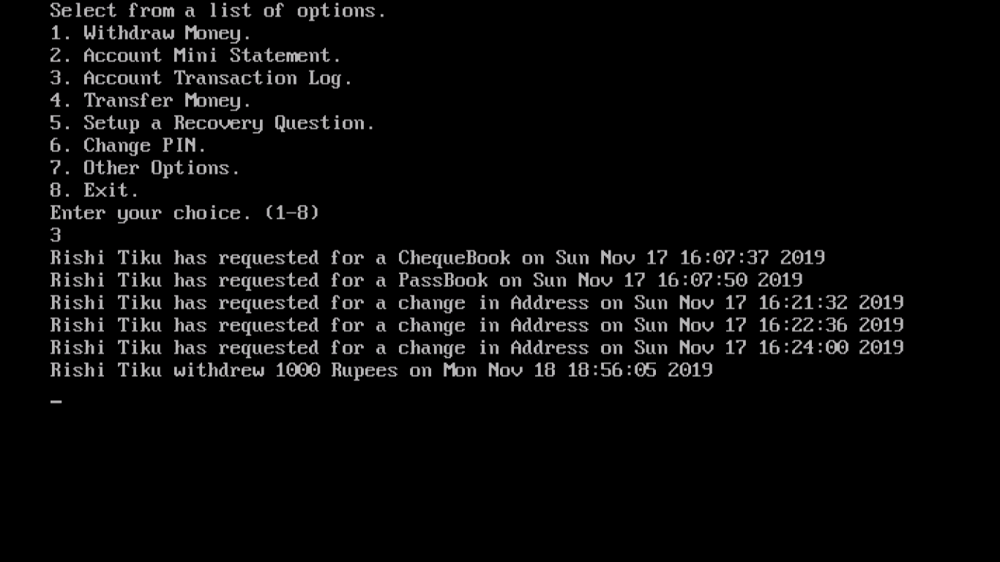 Select from a list of options.
1. Withdraw Money.
2. Account Mini Statement.
3. Account Transaction Log.
4. Transfer Money.
5. Setup a Recovery Question.
6. Change PIN.
7. Other Options.
8. Exit.
Enter your choice. (1-8)
3
Rishi Tiku has requested for a ChequeBook on Sun Nov 17 16:07:37 2019
Rishi Tiku has requested for a PassBook on Sun Nov 17 16:07:50 2019
Rishi Tiku has requested for a change in Address on Sun Nov 17 16:21:32 2019
Rishi Tiku has requested for a change in Address on Sun Nov 17 16:22:36 2019
Rishi Tiku has requested for a change in Address on Sun Nov 17 16:24:00 2019
Rishi Tiku withdrew 1000 Rupees on Mon Nov 18 18:56:05 2019
_